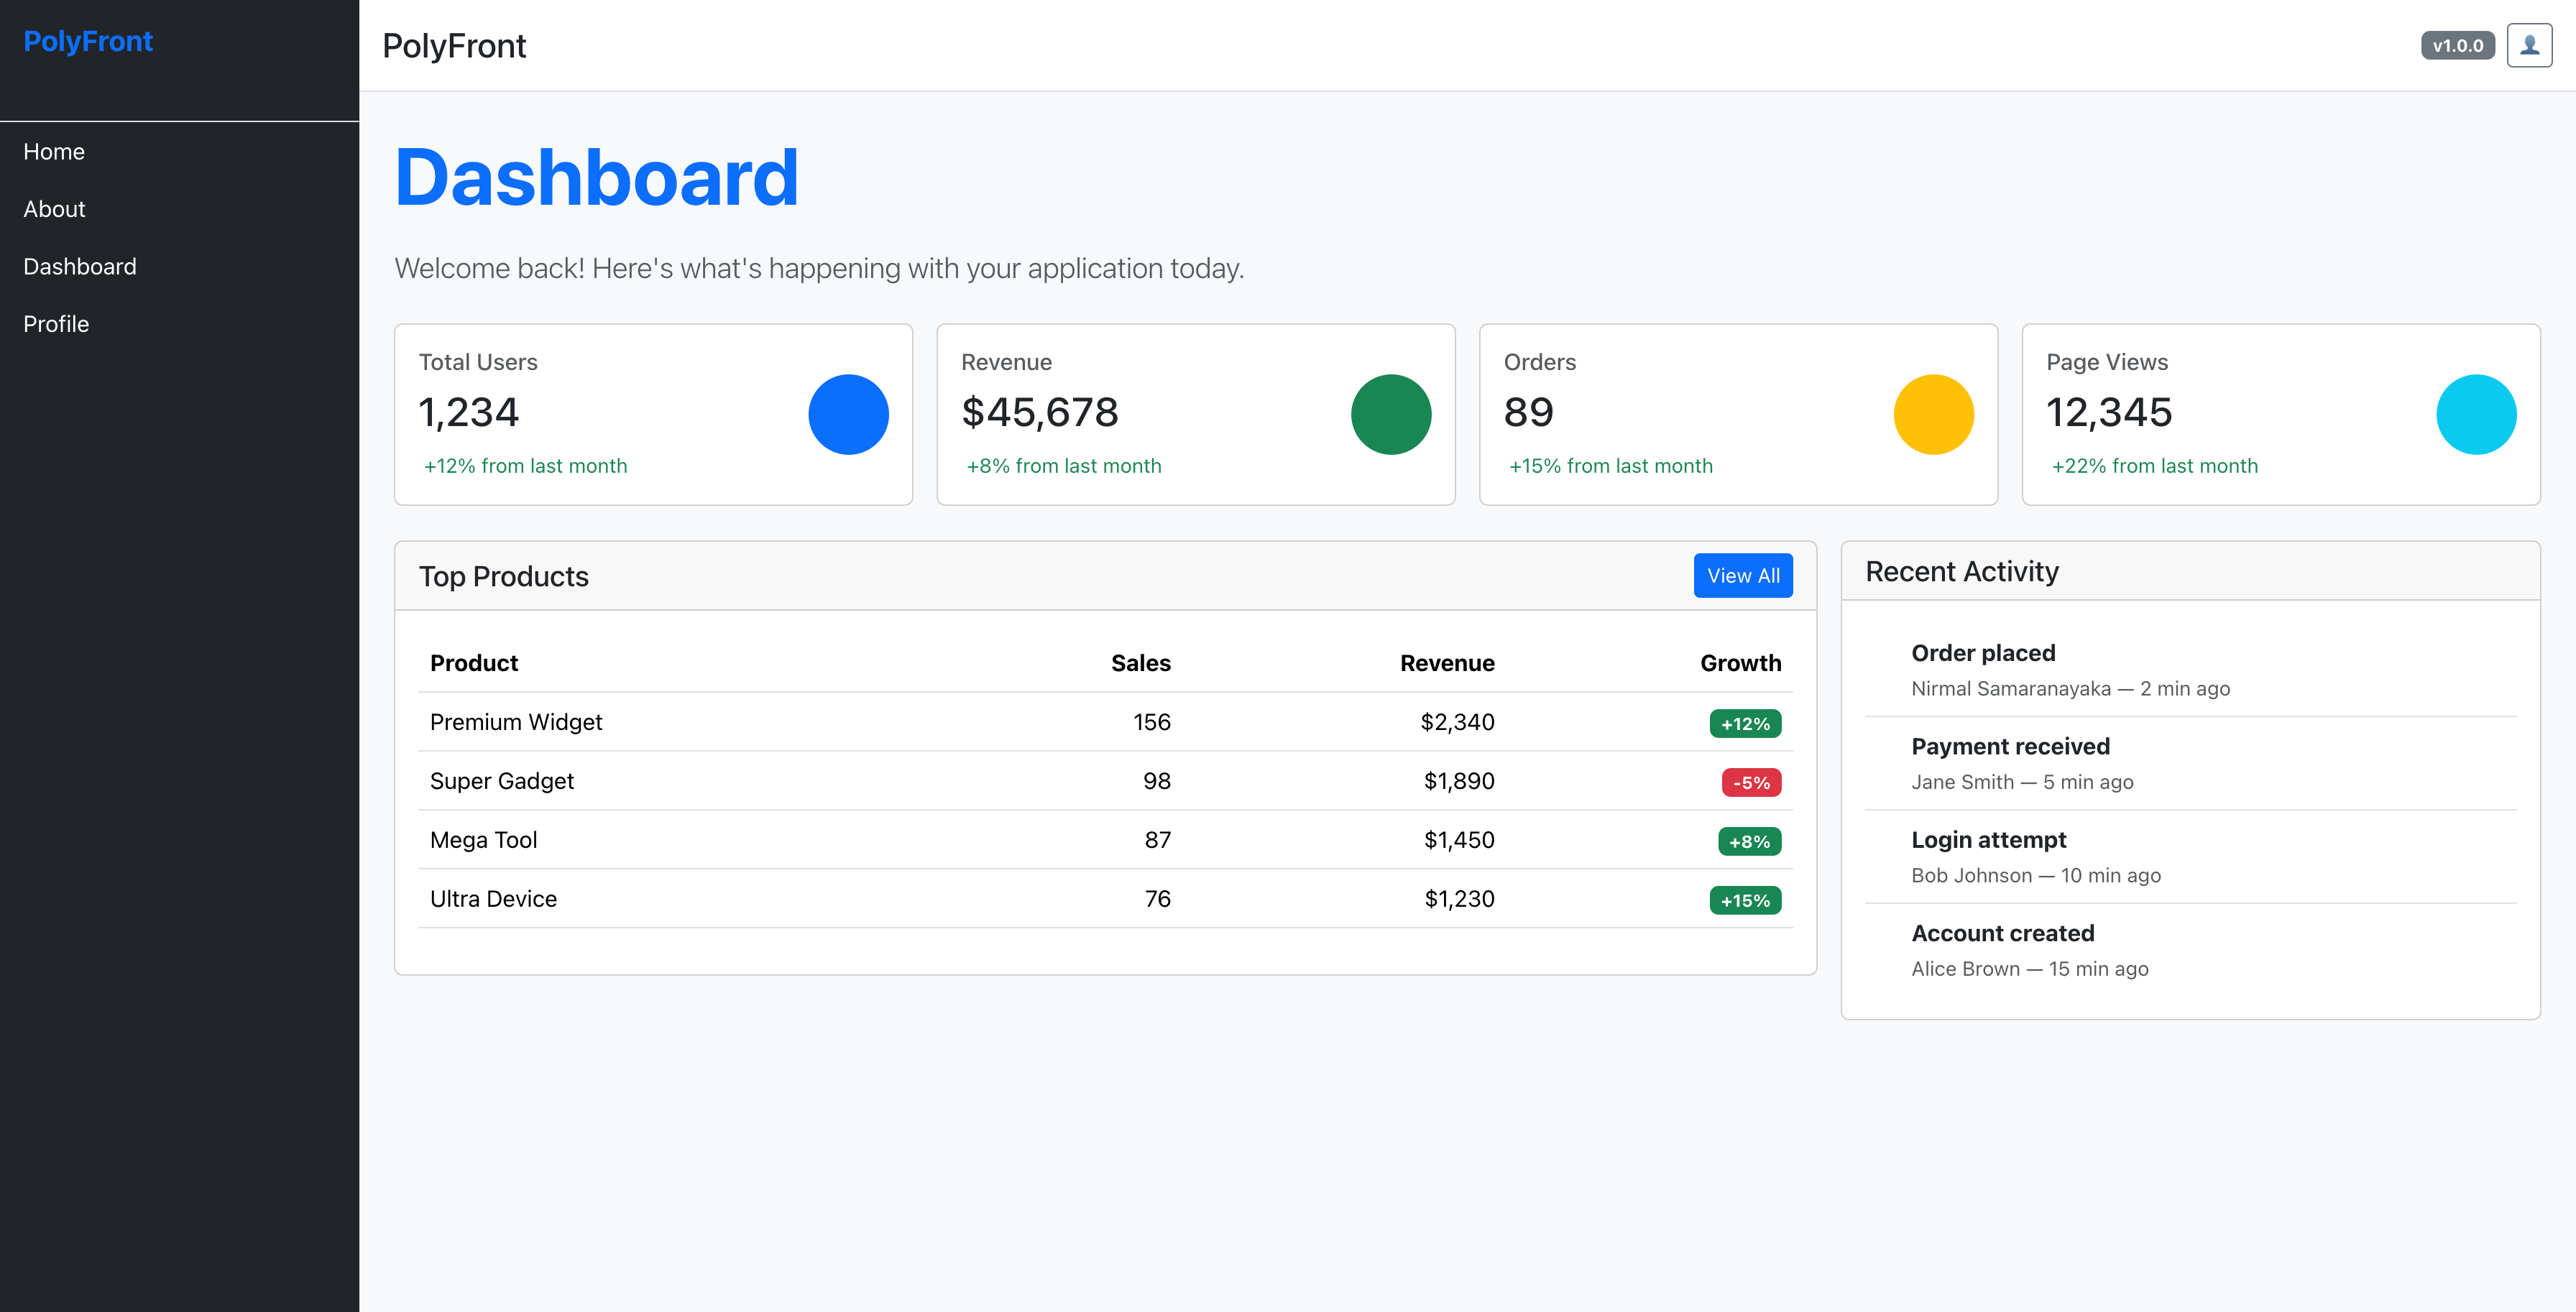 PolyFront
Home
About
Dashboard
Profile
PolyFront
v1.0.0
Dashboard
Welcome back! Here's what's happening with your application today.
Total Users
1,234
+12% from last month
Revenue
$45,678
+8% from last month
Orders
89
+15% from last month
Page Views
12,345
+22% from last month
Top Products
View All
Product Sales Revenue Growth
Premium Widget 156 $2,340 +12%
Super Gadget 98 $1,890 -5%
Mega Tool 87 $1,450 +8%
Ultra Device 76 $1,230 +15%
Recent Activity
Order placed
Nirmal Samaranayaka — 2 min ago
Payment received
Jane Smith — 5 min ago
Login attempt
Bob Johnson — 10 min ago
Account created
Alice Brown — 15 min ago